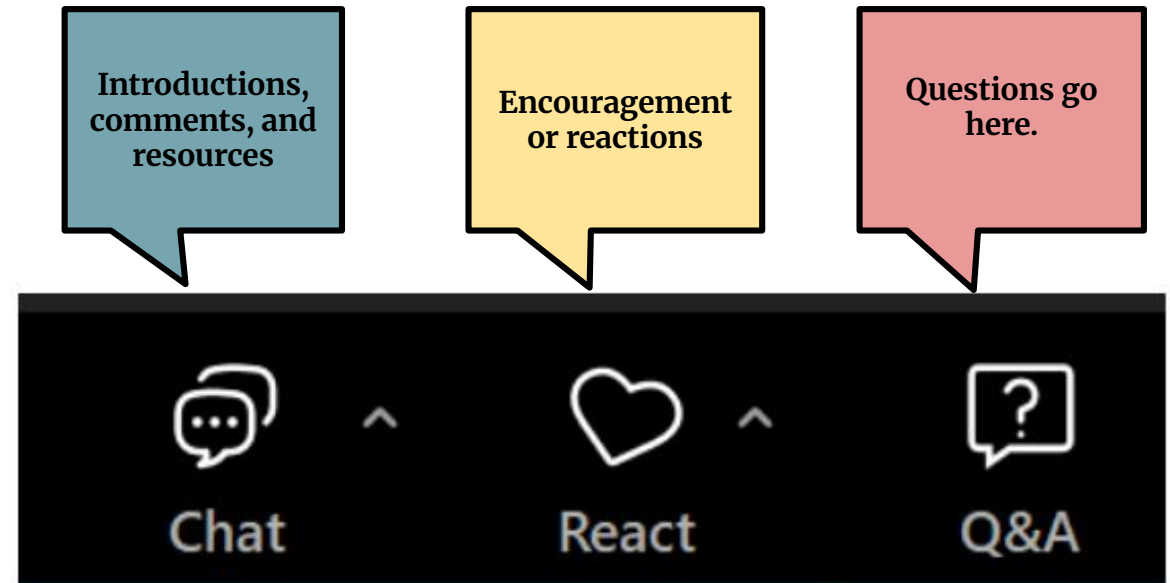 Introductions,
comments, and
resources
Encouragement
or reactions
Questions go
here.
Chat
React
Q&A